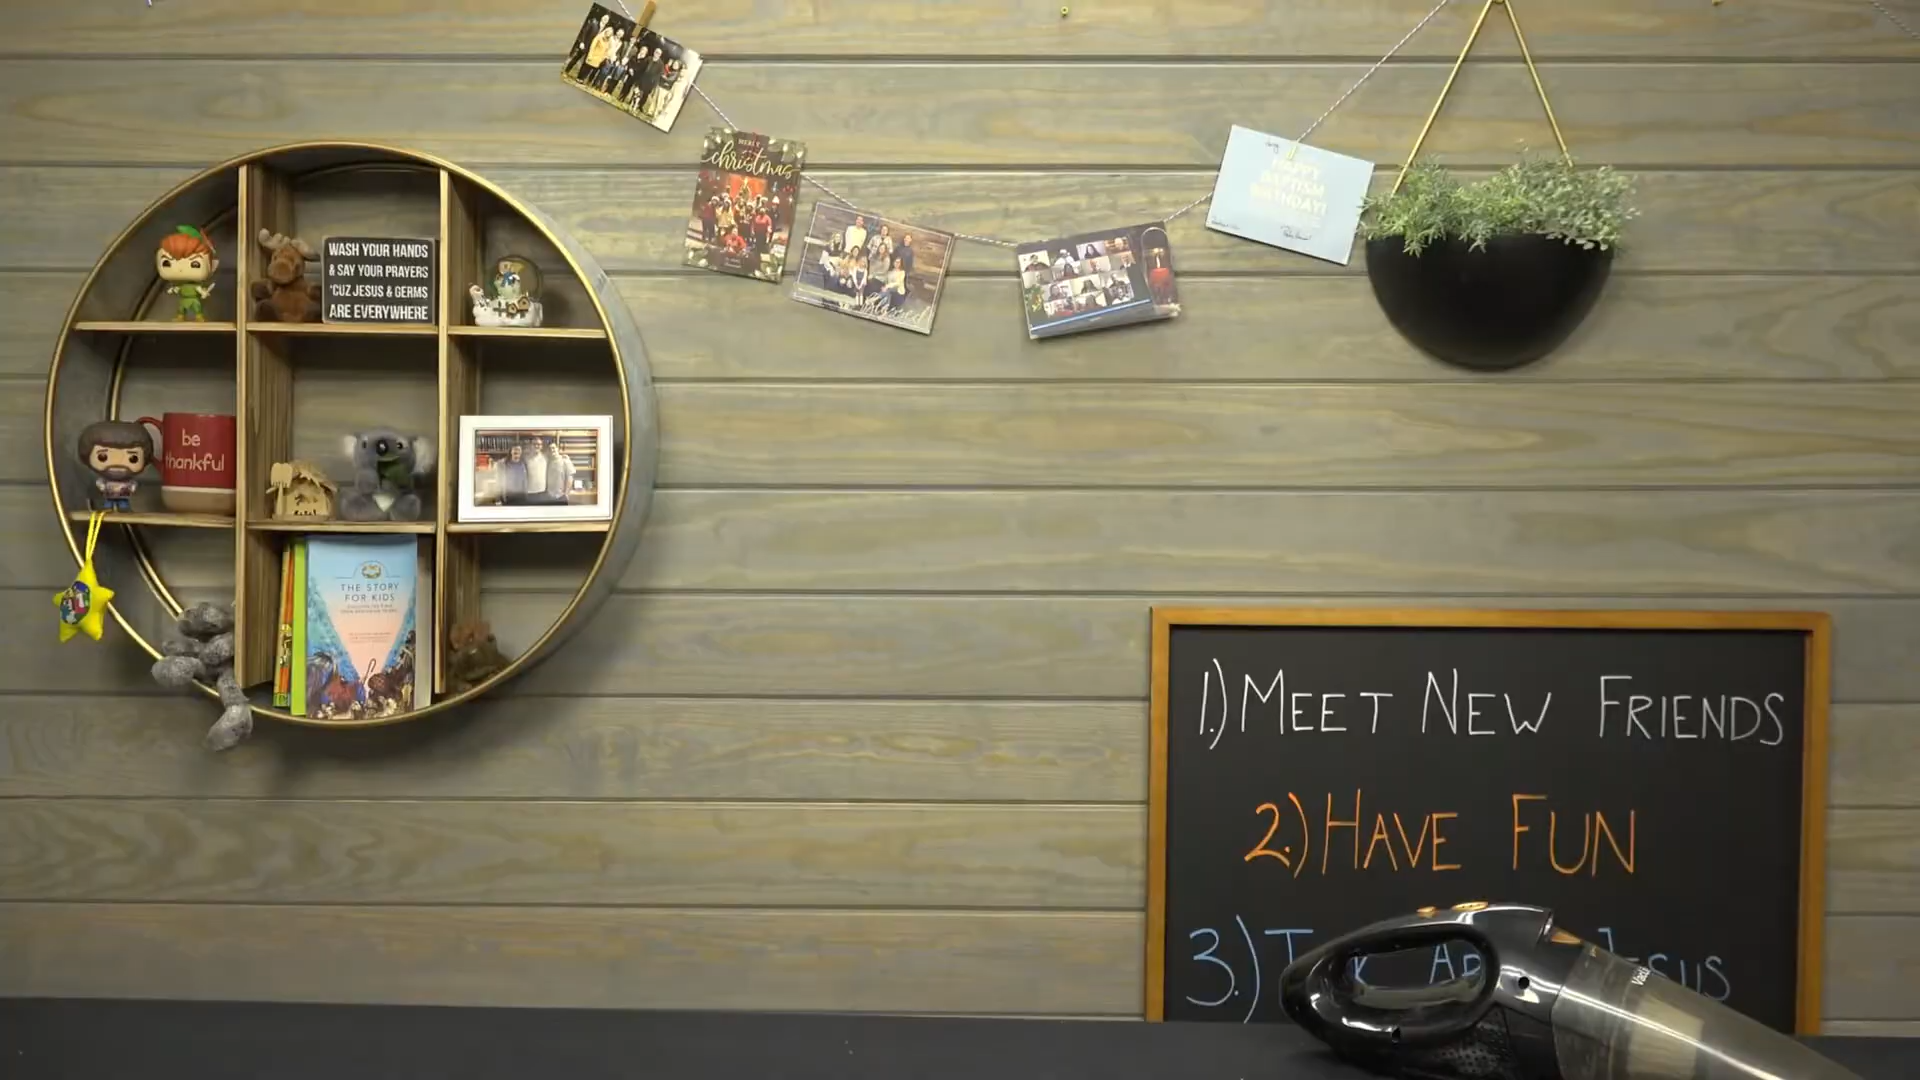 MERRY
christmas
HAPPY
BAPTISM
BIRTHDAY!
WASH YOUR HANDS
& SAY YOUR PRAYERS
'CUZ JESUS & GERMS
ARE EVERYWHERE
be
thankful
THE STORY
FOR KIDS
1.) MEET NEW FRIENDS
2.) HAVE FUN
3.)